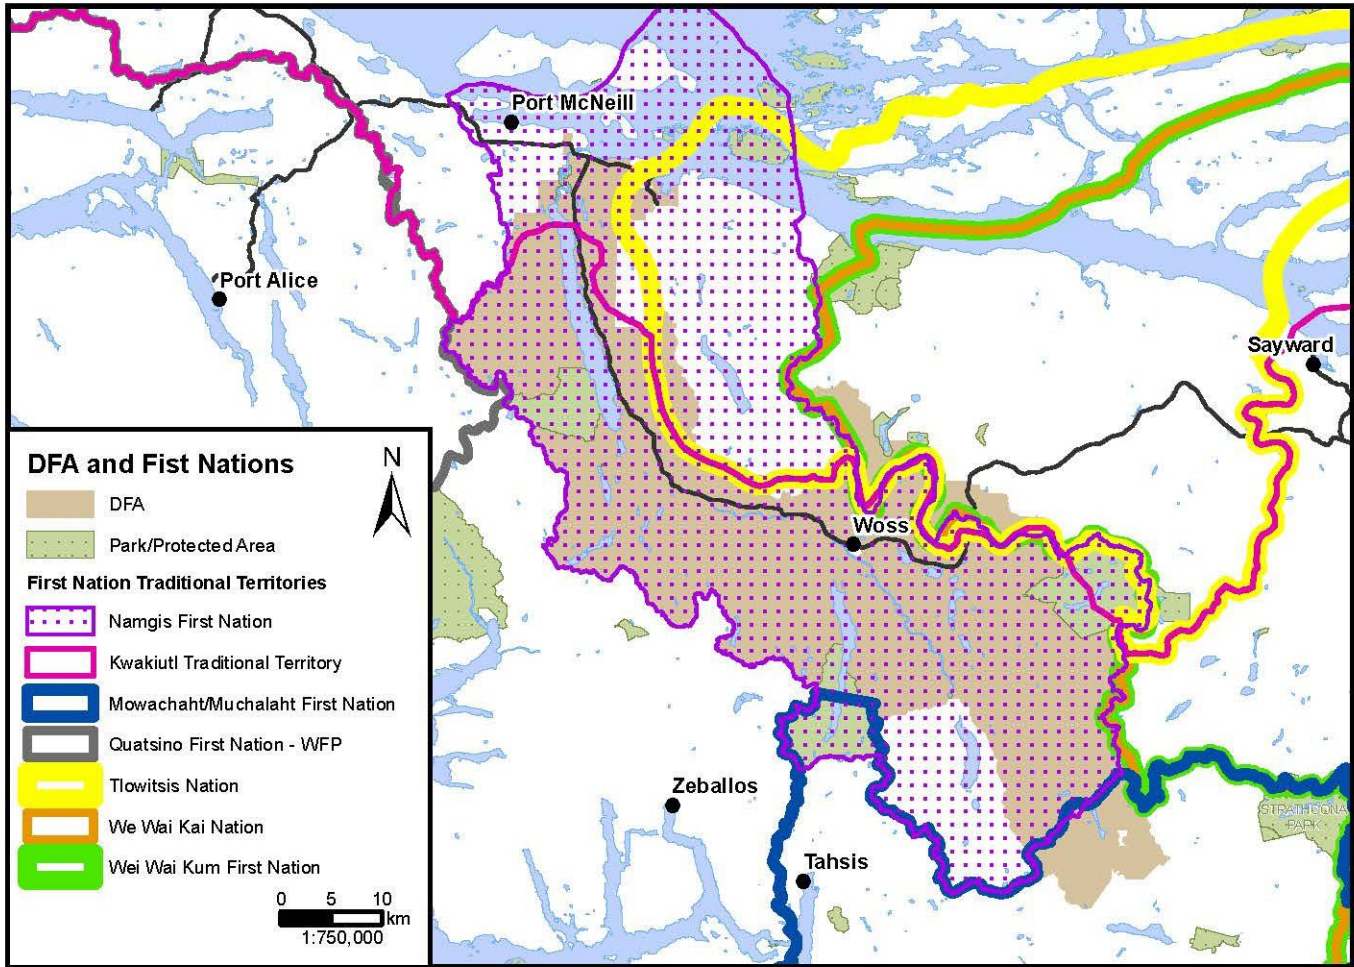 Port McNeill
Port Alice
Sayward
Woss
Zeballos
Tahsis
STRATHCONA
PARK
DFA and Fist Nations
N
DFA
Park/Protected Area
First Nation Traditional Territories
Namgis First Nation
Kwakiutl Traditional Territory
Mowachaht/Muchalaht First Nation
Quatsino First Nation - WFP
Tlowitsis Nation
We Wai Kai Nation
Wei Wai Kum First Nation
0 5 10
km
1:750,000